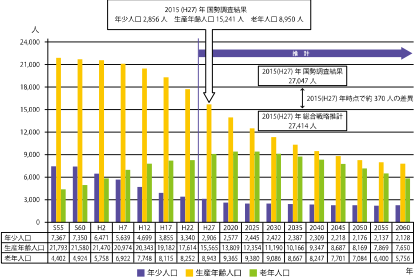 2015 (H27) 年 国勢調査結果
年少人口 2,856 人　生産年齢人口 15,241 人　老年人口 8,950 人
人
24,000
21,000
18,000
15,000
12,000
9,000
6,000
3,000
0
推 計
2015(H27) 年 国勢調査結果
27,047 人
2015(H27) 年時点で約 370 人の差異
2015(H27) 年 総合戦略推計
27,414 人
S55 S60 H2 H7 H12 H17 H22 H27 2020 2025 2030 2035 2040 2045 2050 2055 2060 年
年少人口 7,367 7,350 6,471 5,639 4,699 3,855 3,340 2,906 2,577 2,445 2,422 2,387 2,309 2,218 2,176 2,137 2,128
生産年齢人口 21,793 21,580 21,470 20,974 20,343 19,182 17,614 15,565 13,809 12,354 11,190 10,166 9,347 8,687 8,169 7,869 7,650
老年人口 4,402 4,924 5,758 6,922 7,748 8,115 8,252 8,943 9,365 9,380 9,086 8,667 8,247 7,701 7,084 6,400 5,756
年少人口 生産年齢人口 老年人口